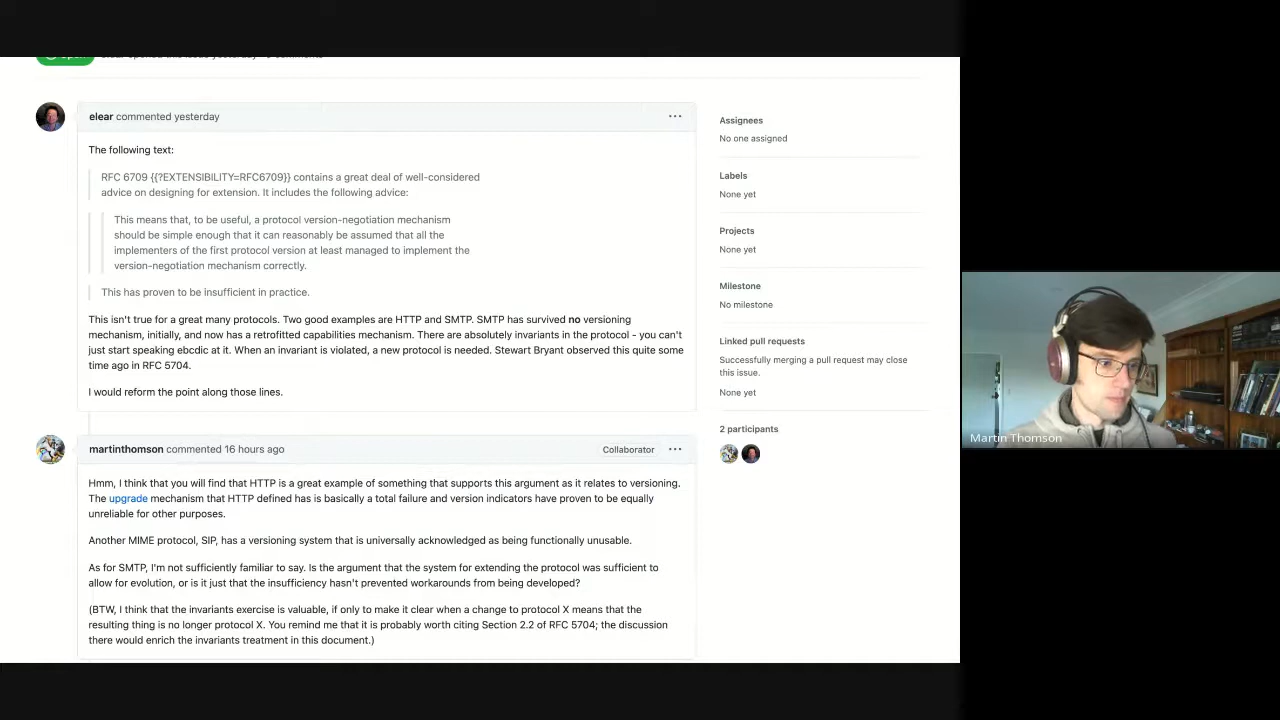 elear commented yesterday
The following text:
RFC 6709 {{?EXTENSIBILITY=RFC6709}} contains a great deal of well-considered
advice on designing for extension. It includes the following advice:
This means that, to be useful, a protocol version-negotiation mechanism
should be simple enough that it can reasonably be assumed that all the
implementers of the first protocol version at least managed to implement the
version-negotiation mechanism correctly.
This has proven to be insufficient in practice.
This isn't true for a great many protocols. Two good examples are HTTP and SMTP. SMTP has survived no versioning
mechanism, initially, and now has a retrofitted capabilities mechanism. There are absolutely invariants in the protocol - you can't
just start speaking ebcdic at it. When an invariant is violated, a new protocol is needed. Stewart Bryant observed this quite some
time ago in RFC 5704.
I would reform the point along those lines.
martinthomson commented 16 hours ago
Collaborator
Hmm, I think that you will find that HTTP is a great example of something that supports this argument as it relates to versioning.
The upgrade mechanism that HTTP defined has is basically a total failure and version indicators have proven to be equally
unreliable for other purposes.
Another MIME protocol, SIP, has a versioning system that is universally acknowledged as being functionally unusable.
As for SMTP, I'm not sufficiently familiar to say. Is the argument that the system for extending the protocol was sufficient to
allow for evolution, or is it just that the insufficiency hasn't prevented workarounds from being developed?
(BTW, I think that the invariants exercise is valuable, if only to make it clear when a change to protocol X means that the
resulting thing is no longer protocol X. You remind me that it is probably worth citing Section 2.2 of RFC 5704; the discussion
there would enrich the invariants treatment in this document.)
Assignees
No one assigned
Labels
None yet
Projects
None yet
Milestone
No milestone
Linked pull requests
Successfully merging a pull request may close
this issue.
None yet
2 participants
Martin Thomson